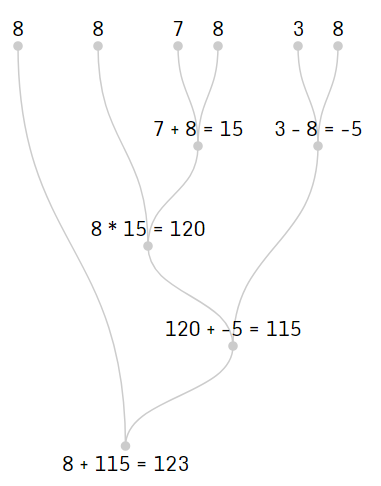 8 8 7 8 3 8
7 + 8 = 15 3 - 8 = -5
8 * 15 = 120
120 + -5 = 115
8 + 115 = 123